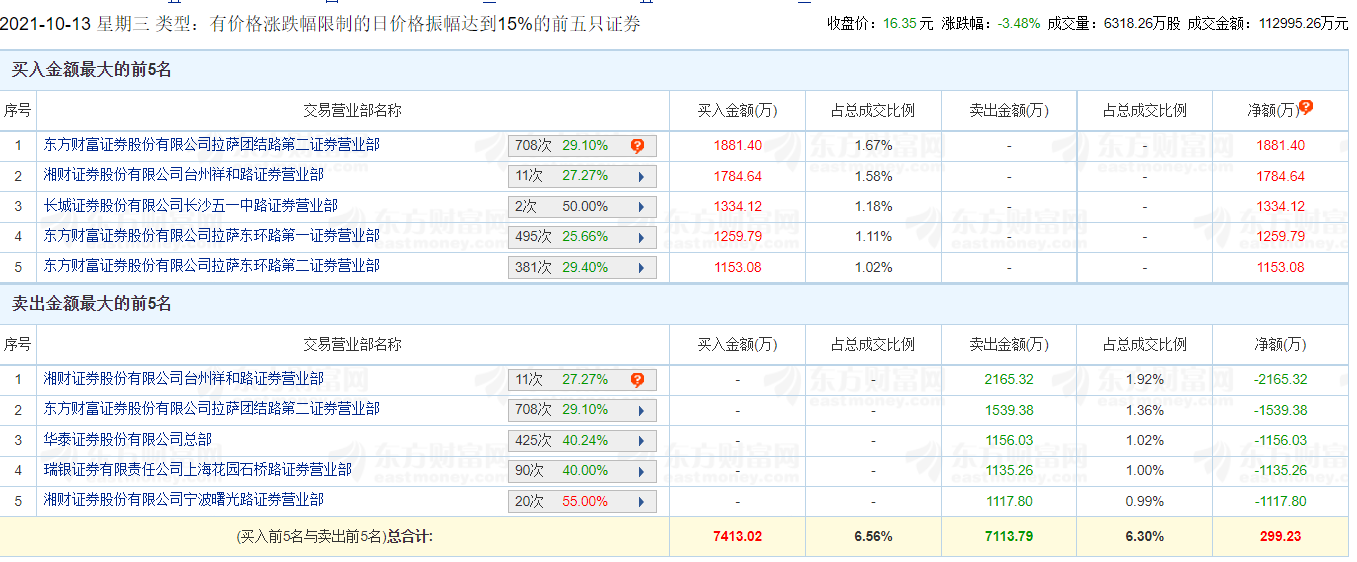 2021-10-13 星期三 类型：有价格涨跌幅限制的日价格振幅达到15%的前五只证券 收盘价：16.35元 涨跌幅：-3.48% 成交量：6318.26万股 成交金额：112995.26万元
买入金额最大的前5名
序号 交易营业部名称 买入金额(万) 占总成交比例 卖出金额(万) 占总成交比例 净额(万)
1 东方财富证券股份有限公司拉萨团结路第二证券营业部 708次 29.10% 1881.40 1.67% - - 1881.40
2 湘财证券股份有限公司台州祥和路证券营业部 11次 27.27% 1784.64 1.58% - - 1784.64
3 长城证券股份有限公司长沙五一中路证券营业部 2次 50.00% 1334.12 1.18% - - 1334.12
4 东方财富证券股份有限公司拉萨东环路第一证券营业部 495次 25.66% 1259.79 1.11% - - 1259.79
5 东方财富证券股份有限公司拉萨东环路第二证券营业部 381次 29.40% 1153.08 1.02% - - 1153.08
卖出金额最大的前5名
序号 交易营业部名称 买入金额(万) 占总成交比例 卖出金额(万) 占总成交比例 净额(万)
1 湘财证券股份有限公司台州祥和路证券营业部 11次 27.27% - - 2165.32 1.92% -2165.32
2 东方财富证券股份有限公司拉萨团结路第二证券营业部 708次 29.10% - - 1539.38 1.36% -1539.38
3 华泰证券股份有限公司总部 425次 40.24% - - 1156.03 1.02% -1156.03
4 瑞银证券有限责任公司上海花园石桥路证券营业部 90次 40.00% - - 1135.26 1.00% -1135.26
5 湘财证券股份有限公司宁波曙光路证券营业部 20次 55.00% - - 1117.80 0.99% -1117.80
(买入前5名与卖出前5名)总合计: 7413.02 6.56% 7113.79 6.30% 299.23
东方财富网
eastmoney.com